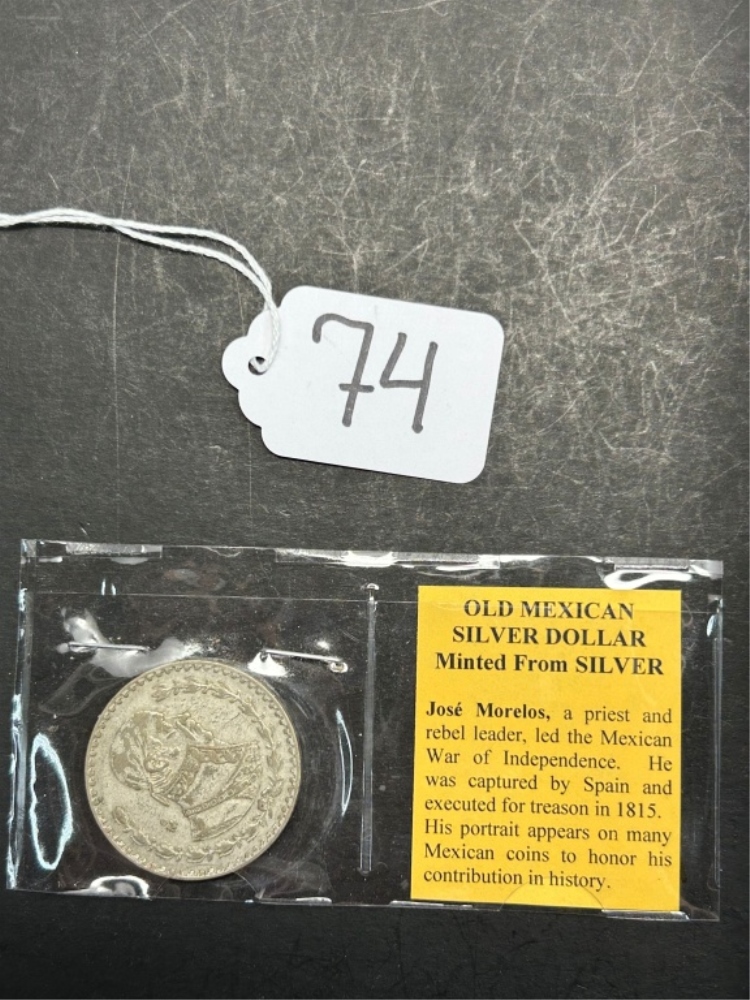 74
OLD MEXICAN
SILVER DOLLAR
Minted From SILVER
José Morelos, a priest and
rebel leader, led the Mexican
War of Independence. He
was captured by Spain and
executed for treason in 1815.
His portrait appears on many
Mexican coins to honor his
contribution in history.